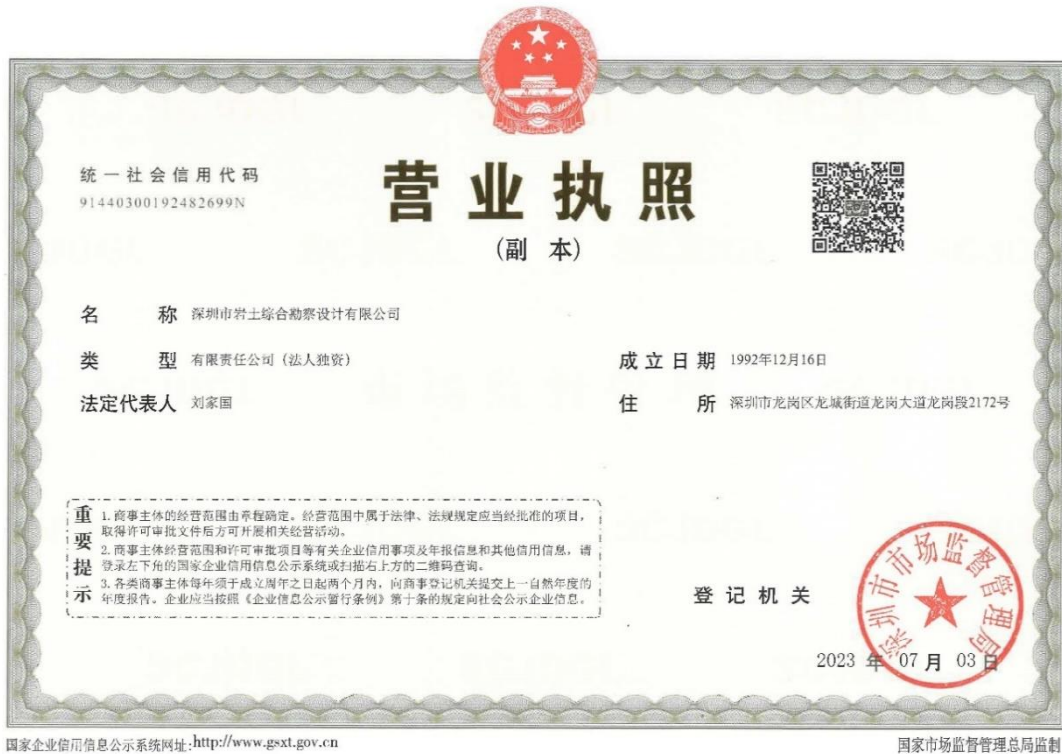 统一社会信用代码
91440300192482699N
营业执照
(副 本)
名 称 深圳市岩土综合勘察设计有限公司
类 型 有限责任公司（法人独资）
成立日期 1992年12月16日
法定代表人 刘家国
住 所 深圳市龙岗区龙城街道龙岗大道龙岗段2172号
重要提示
1.商事主体的经营范围由章程确定。经营范围中属于法律、法规规定应当经批准的项目，
取得许可审批文件后方可开展相关经营活动。
2.商事主体经营范围和许可审批项目等有关企业信用事项及年报信息和其他信用信息，请
登录左下角的国家企业信用信息公示系统或扫描右上方的二维码查询。
3.各类商事主体每年须于成立周年之日起两个月内，向商事登记机关提交上一自然年度的
年度报告。企业应当按照《企业信息公示暂行条例》第十条的规定向社会公示企业信息。
登记机关
深圳市市场监督管理局
2023 年 07 月 03 日
国家企业信用信息公示系统网址:http://www.gsxt.gov.cn
国家市场监督管理总局监制